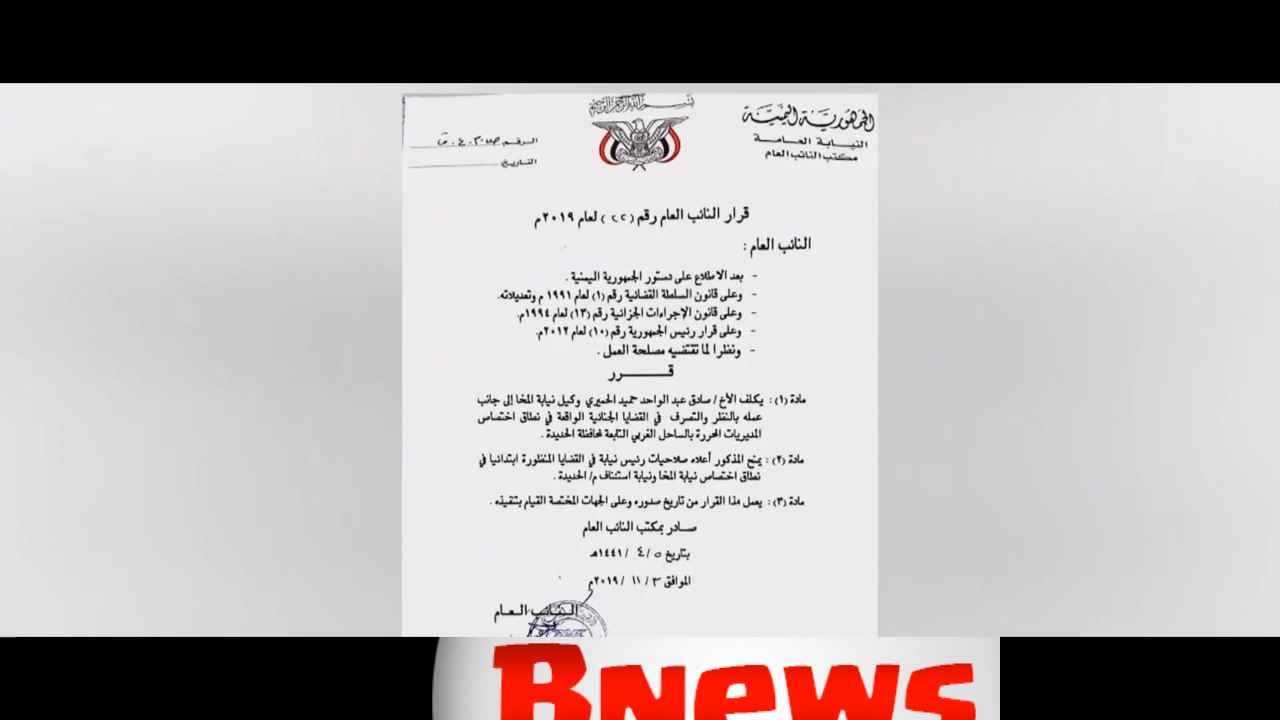 بسم الله الرحمن الرحيم
الجمهورية اليمنية
النيابة العامة
مكتب النائب العام
الرقم
التاريخ
قرار النائب العام رقم (٢٢) لعام ٢٠١٩م
النائب العام :
- بعد الاطلاع على دستور الجمهورية اليمنية .
- وعلى قانون السلطة القضائية رقم (١) لعام ١٩٩١ م وتعديلاته.
- وعلى قانون الإجراءات الجزائية رقم (١٣) لعام ١٩٩٤م.
- وعلى قرار رئيس الجمهورية رقم (١٠) لعام ٢٠١٢م.
- ونظرا لما تقتضيه مصلحة العمل .
قـــــــرر
مادة (١) : يكلف الأخ / صادق عبد الواحد حميد الحميري وكيل نيابة المخا إلى جانب
عمله بالنظر والتصرف في القضايا الجنائية الواقعة في نطاق اختصاس
المديريات المحررة بالساحل الغربي التابعة لمحافظة الحديدة .
مادة (٢) : يمنح المذكور أعلاه صلاحيات رئيس نيابة في القضايا المنظورة ابتدائيا في
نطاق اختصاس نيابة المخا ونيابة استئناف م/ الحديدة .
مادة (٣) : يعمل هذا القرار من تاريخ صدوره وعلى الجهات المختصة القيام بتنفيذه .
صـادر بمكتب النائب العام
بتاريخ ٥ / ٤ / ١٤٤١هـ
الموافق ٣ / ١١ / ٢٠١٩م
النائب العام
Bnews